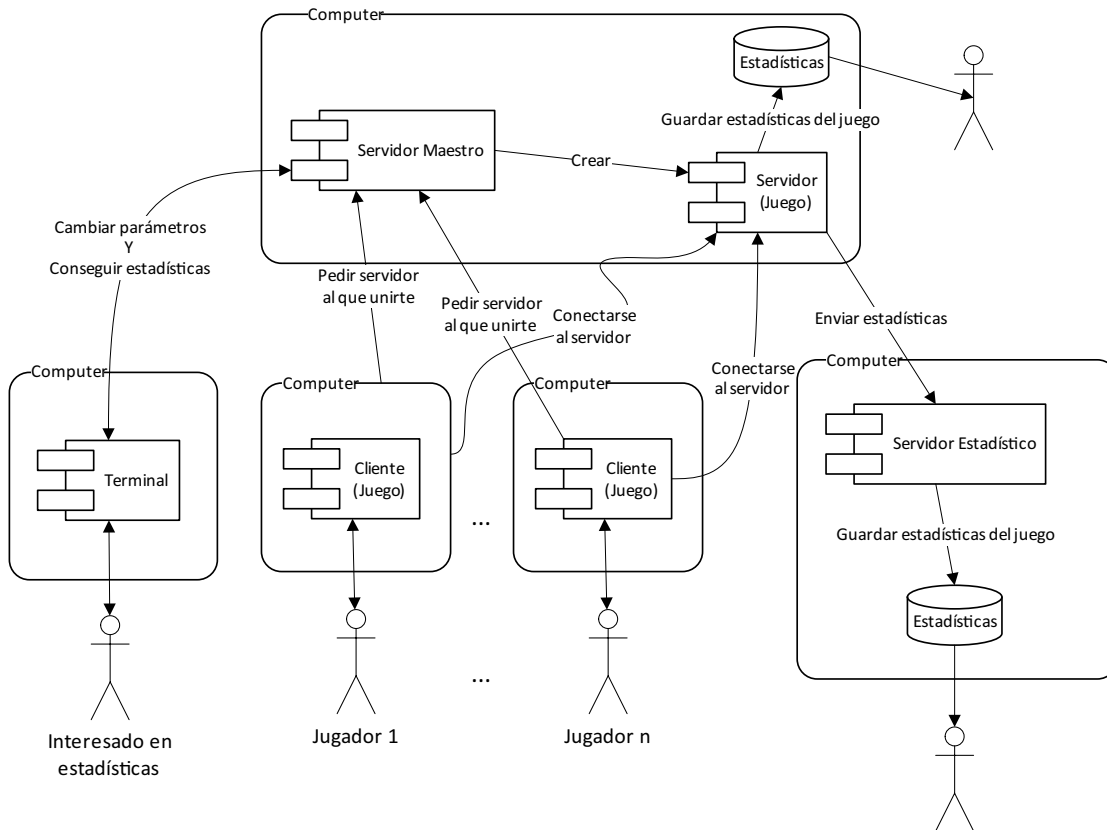 Computer
Estadísticas
Guardar estadísticas del juego
Servidor Maestro
Crear
Servidor
(Juego)
Cambiar parámetros
Y
Conseguir estadísticas
Pedir servidor
al que unirte
Pedir servidor
al que unirte
Conectarse
al servidor
Enviar estadísticas
Conectarse
al servidor
Computer
Computer
Computer
Computer
Terminal
Cliente
(Juego)
...
Cliente
(Juego)
Servidor Estadístico
Guardar estadísticas del juego
Estadísticas
...
Interesado en
estadísticas
Jugador 1
Jugador n